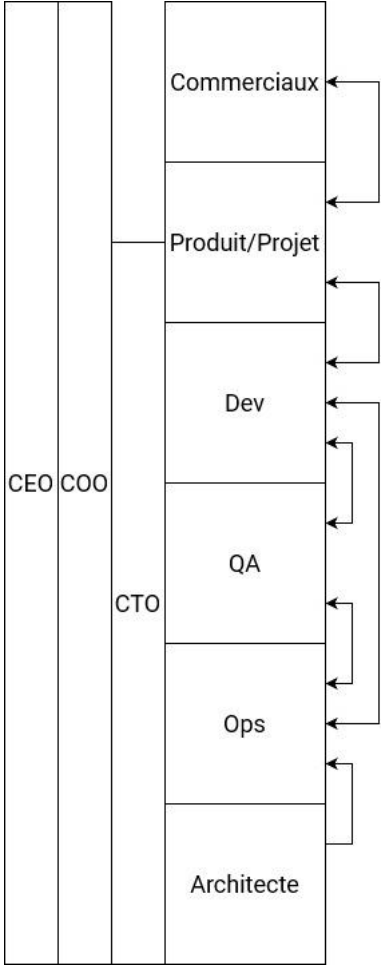 Commerciaux
Produit/Projet
Dev
CEO
COO
QA
CTO
Ops
Architecte